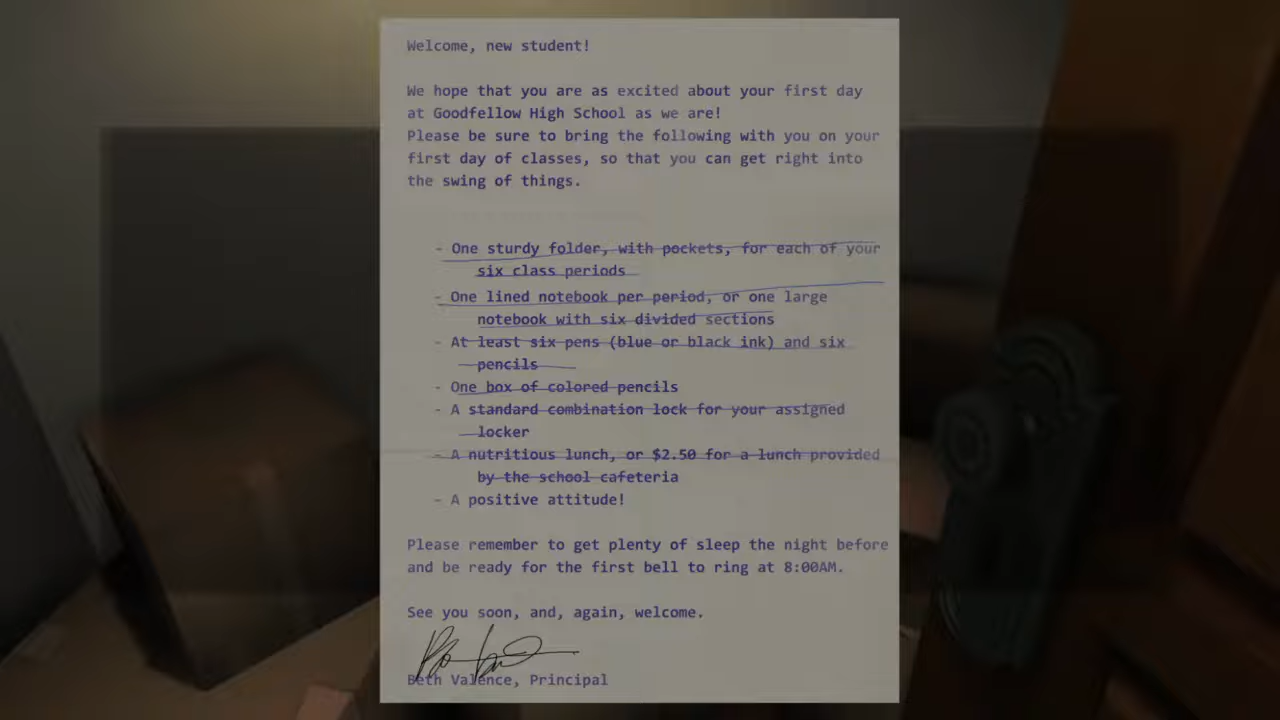 Welcome, new student!
We hope that you are as excited about your first day
at Goodfellow High School as we are!
Please be sure to bring the following with you on your
first day of classes, so that you can get right into
the swing of things.
- One sturdy folder, with pockets, for each of your
six class periods
- One lined notebook per period, or one large
notebook with six divided sections
- At least six pens (blue or black ink) and six
pencils
- One box of colored pencils
- A standard combination lock for your assigned
locker
- A nutritious lunch, or $2.50 for a lunch provided
by the school cafeteria
- A positive attitude!
Please remember to get plenty of sleep the night before
and be ready for the first bell to ring at 8:00AM.
See you soon, and, again, welcome.
Beth Valence, Principal